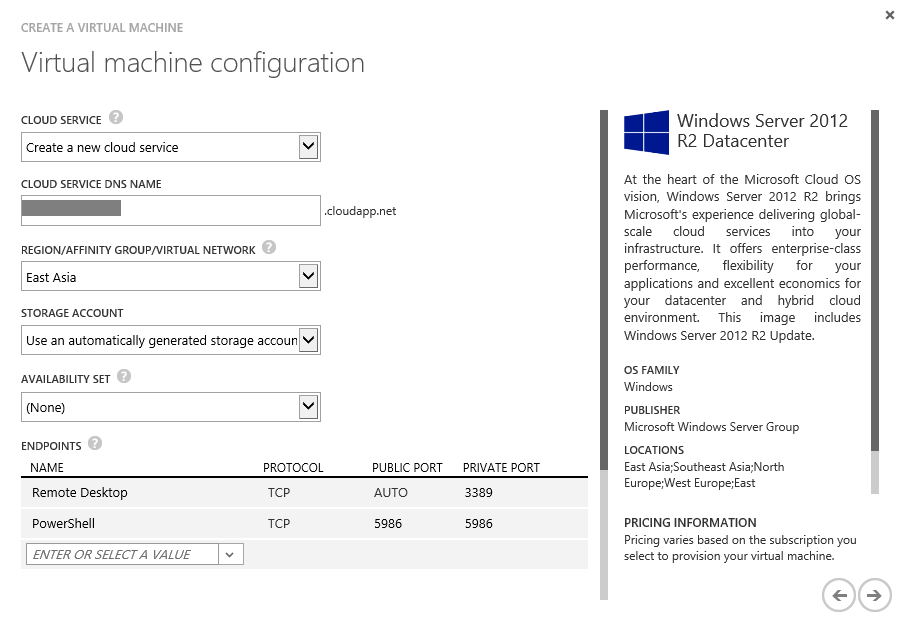 CREATE A VIRTUAL MACHINE
Virtual machine configuration
CLOUD SERVICE ?
Create a new cloud service
CLOUD SERVICE DNS NAME
.cloudapp.net
REGION/AFFINITY GROUP/VIRTUAL NETWORK ?
East Asia
STORAGE ACCOUNT
Use an automatically generated storage accoun
AVAILABILITY SET ?
(None)
ENDPOINTS ?
NAME PROTOCOL PUBLIC PORT PRIVATE PORT
Remote Desktop TCP AUTO 3389
PowerShell TCP 5986 5986
ENTER OR SELECT A VALUE
Windows Server 2012
R2 Datacenter
At the heart of the Microsoft Cloud OS
vision, Windows Server 2012 R2 brings
Microsoft's experience delivering global-
scale cloud services into your
infrastructure. It offers enterprise-class
performance, flexibility for your
applications and excellent economics for
your datacenter and hybrid cloud
environment. This image includes
Windows Server 2012 R2 Update.
OS FAMILY
Windows
PUBLISHER
Microsoft Windows Server Group
LOCATIONS
East Asia;Southeast Asia;North
Europe;West Europe;East
PRICING INFORMATION
Pricing varies based on the subscription you
select to provision your virtual machine.